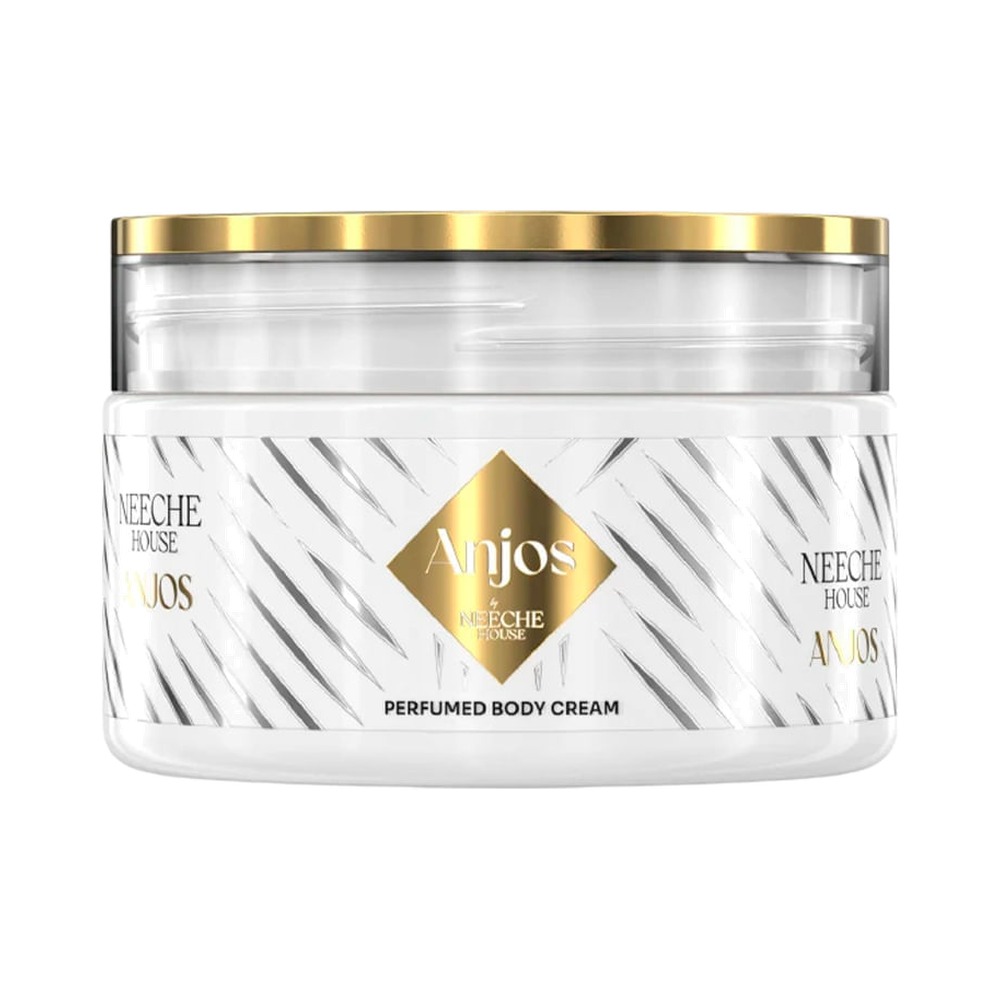 NEECHE
HOUSE
ANJOS
Anjos
by
NEECHE
HOUSE
PERFUMED BODY CREAM
NEECHE
HOUSE
ANJOS